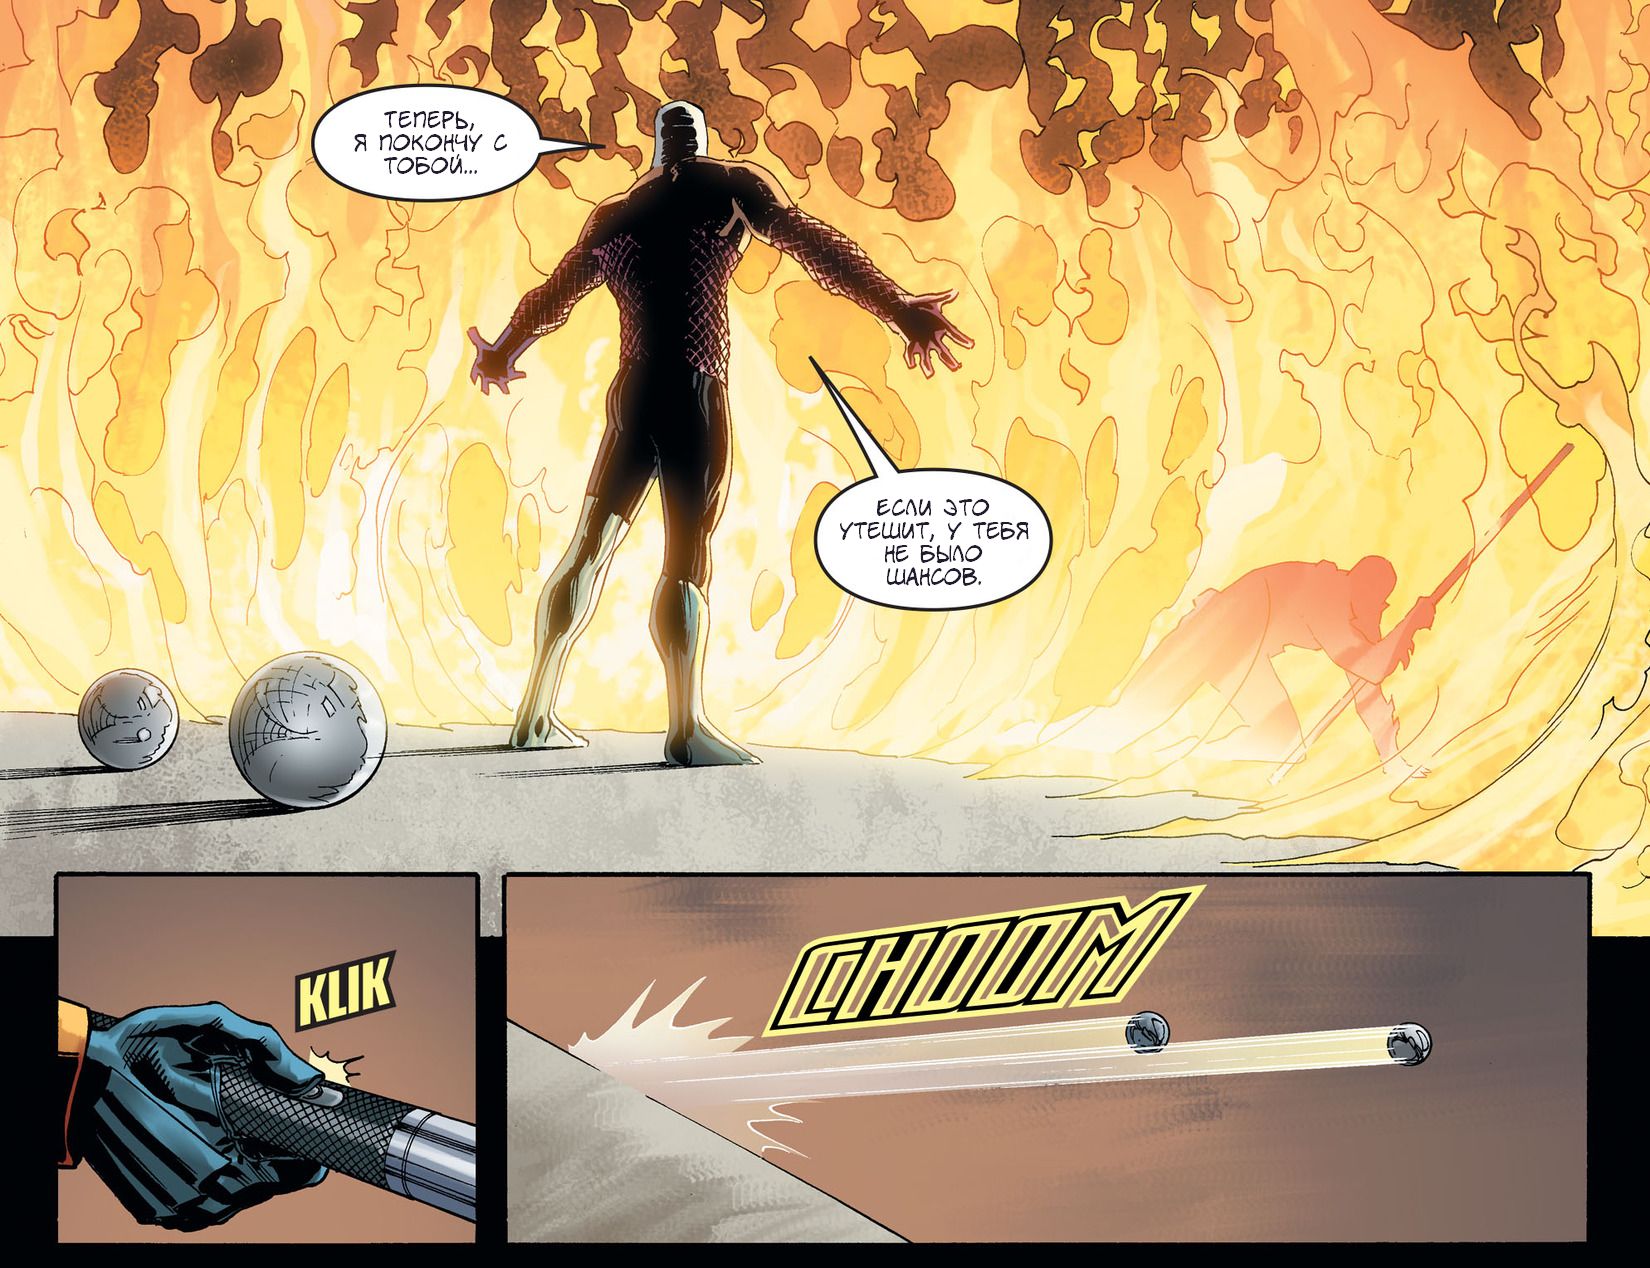 ТЕПЕРЬ,
Я ПОКОНЧУ С
ТОБОЙ...
ЕСЛИ ЭТО
УТЕШИТ, У ТЕБЯ
НЕ БЫЛО
ШАНСОВ.
KLIK
CHOOM